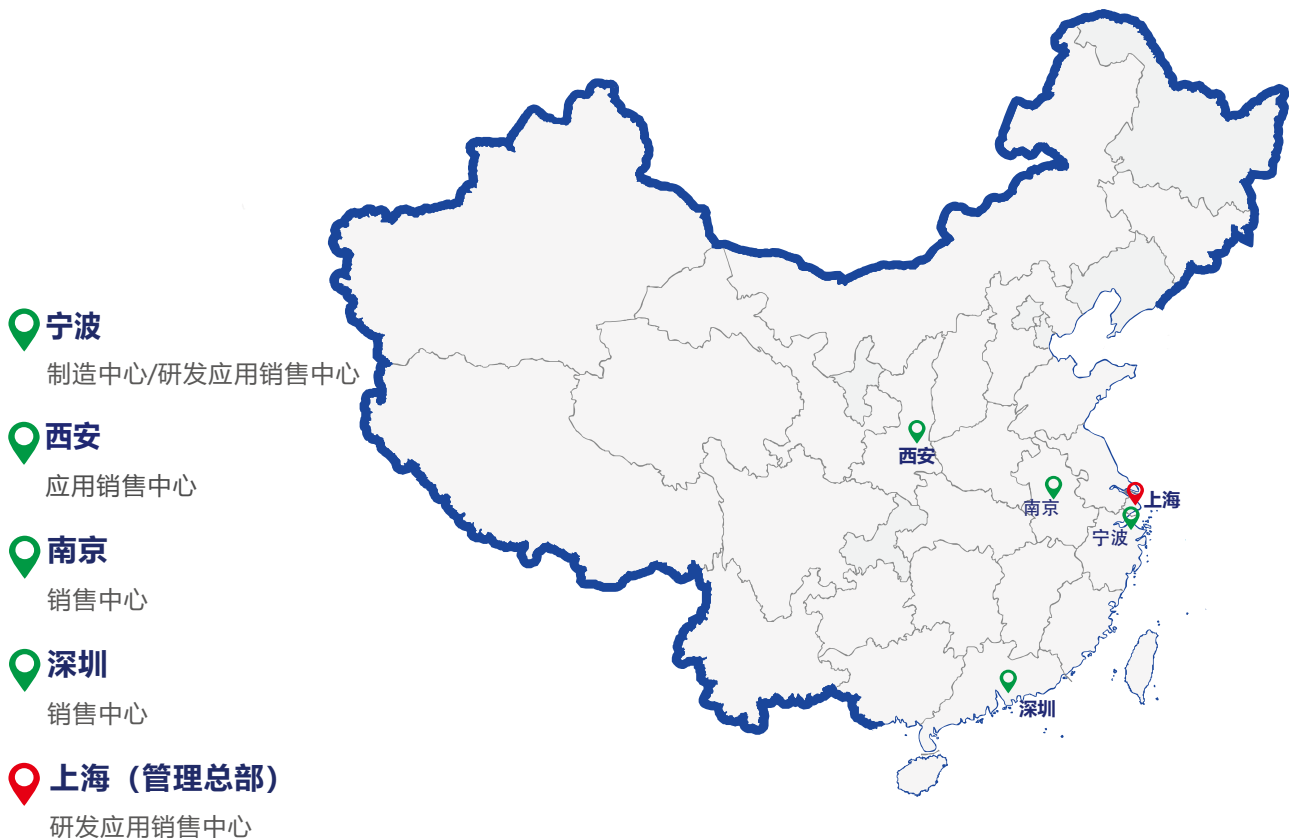 宁波
制造中心/研发应用销售中心
西安
应用销售中心
南京
销售中心
深圳
销售中心
上海（管理总部）
研发应用销售中心
西安
南京
上海
宁波
深圳